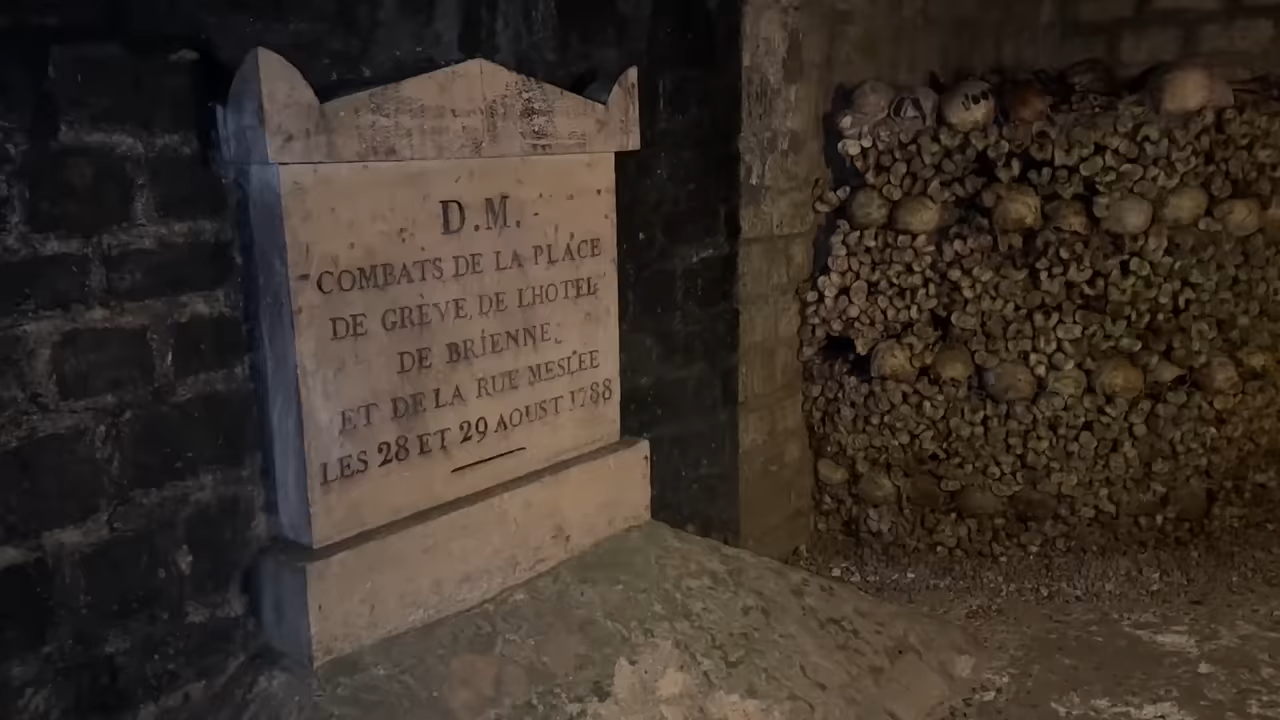 D.M.
COMBATS DE LA PLACE
DE GRÈVE, DE L'HOTEL
DE BRIENNE,
ET DE LA RUE MESLEE
LES 28 ET 29 AOUST 1788